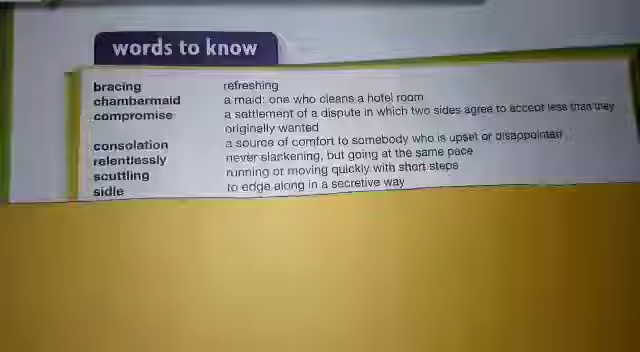 words to know
bracing refreshing
chambermaid a maid: one who cleans a hotel room
compromise a settlement of a dispute in which two sides agree to accept less than they
originally wanted
consolation a source of comfort to somebody who is upset or disappointed
relentlessly never slackening, but going at the same pace
scuttling running or moving quickly with short steps
sidle to edge along in a secretive way